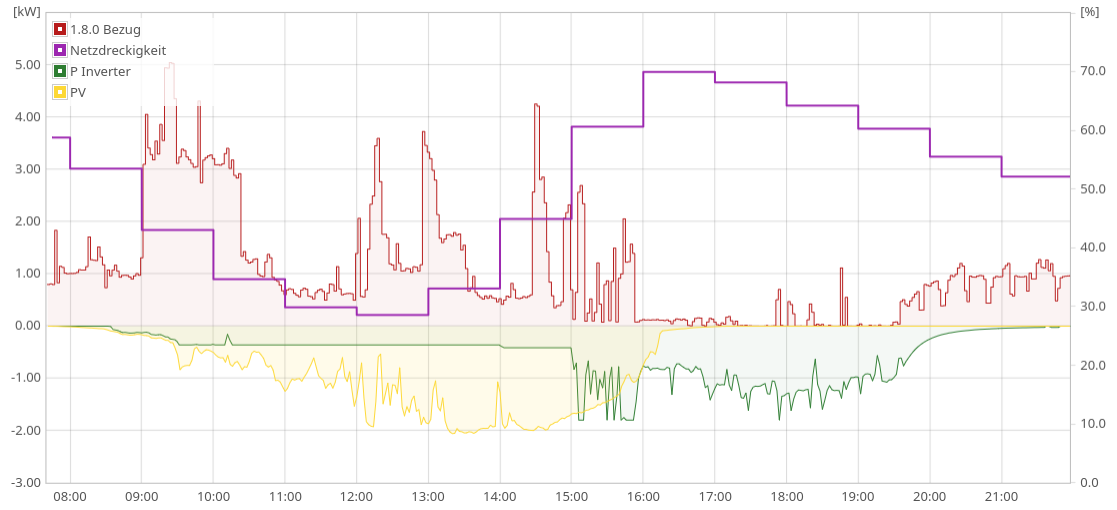 [kW] [%]
1.8.0 Bezug
Netzdreckigkeit
P Inverter
PV
5.00 70.0
4.00 60.0
3.00 50.0
2.00 40.0
1.00 30.0
0.00 20.0
-1.00 10.0
-2.00 0.0
-3.00
08:00 09:00 10:00 11:00 12:00 13:00 14:00 15:00 16:00 17:00 18:00 19:00 20:00 21:00